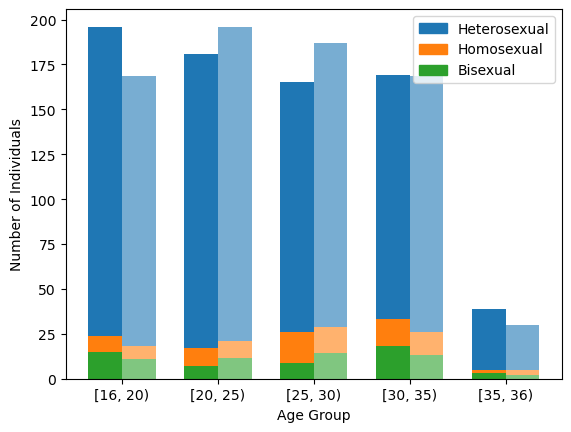 200
175
150
125
100
75
50
25
0
Number of Individuals
Heterosexual
Homosexual
Bisexual
[16, 20) [20, 25) [25, 30) [30, 35) [35, 36)
Age Group